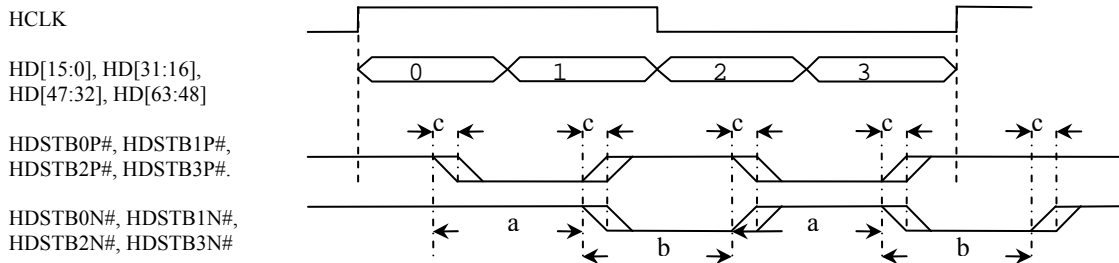 HCLK
HD[15:0], HD[31:16],
HD[47:32], HD[63:48]
0 1 2 3
c c c c c
HDSTB0P#, HDSTB1P#,
HDSTB2P#, HDSTB3P#.
HDSTB0N#, HDSTB1N#,
HDSTB2N#, HDSTB3N#
a a
b b